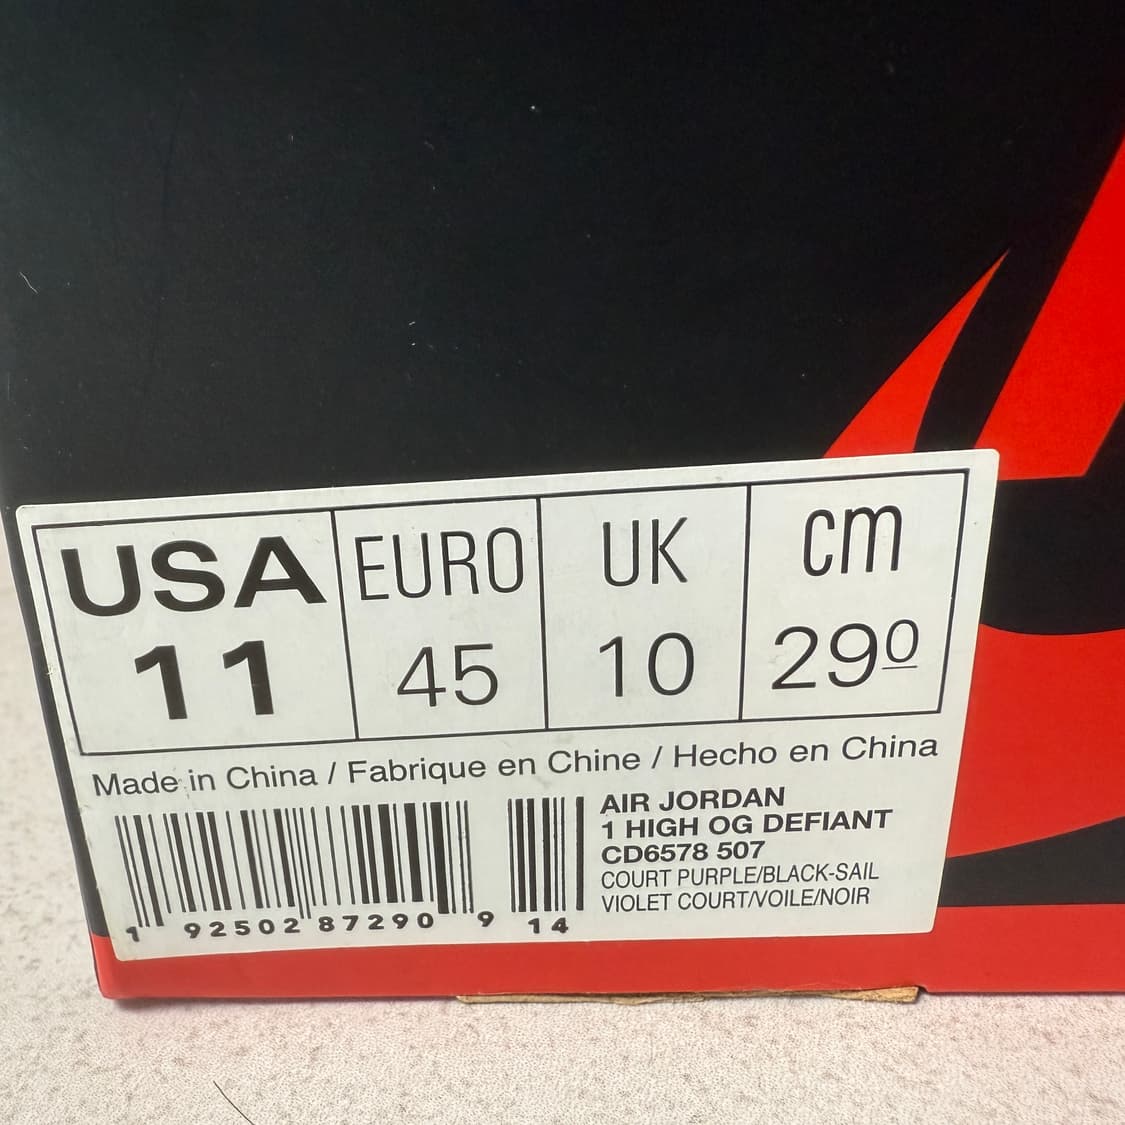 USA EURO UK cm
11 45 10 29⁰
Made in China / Fabrique en Chine / Hecho en China
AIR JORDAN
1 HIGH OG DEFIANT
CD6578 507
COURT PURPLE/BLACK-SAIL
VIOLET COURT/VOILE/NOIR
1 92502 87290 9 14